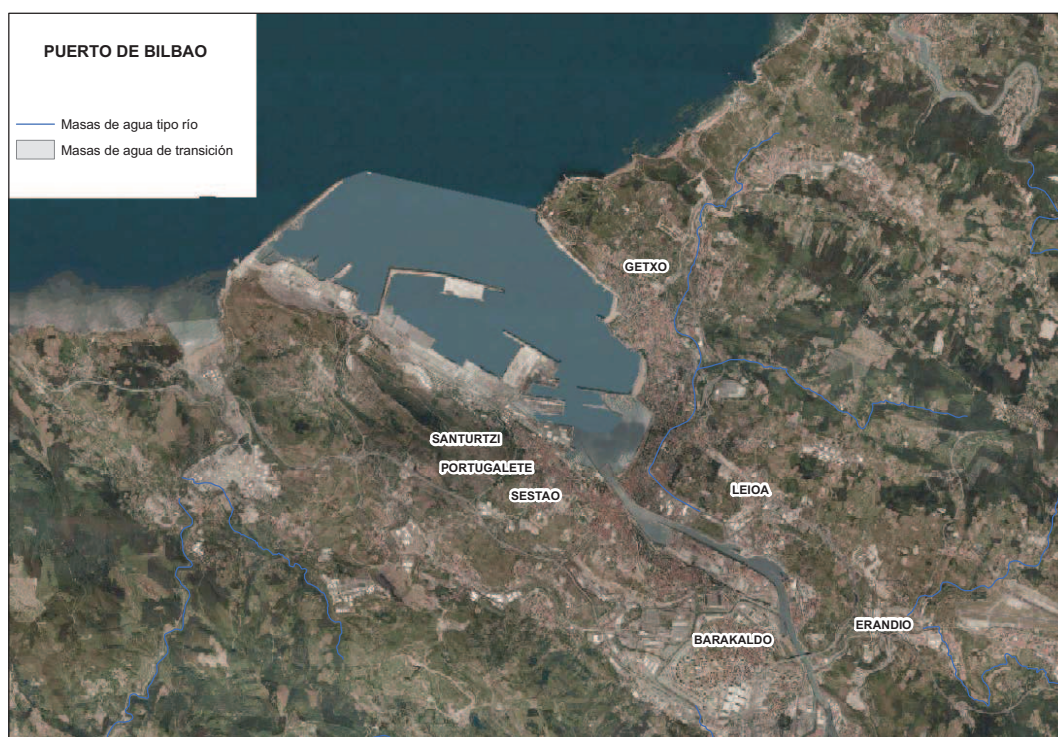 PUERTO DE BILBAO
Masas de agua tipo río
Masas de agua de transición
GETXO
SANTURTZI
PORTUGALETE
SESTAO
LEIOA
ERANDIO
BARAKALDO